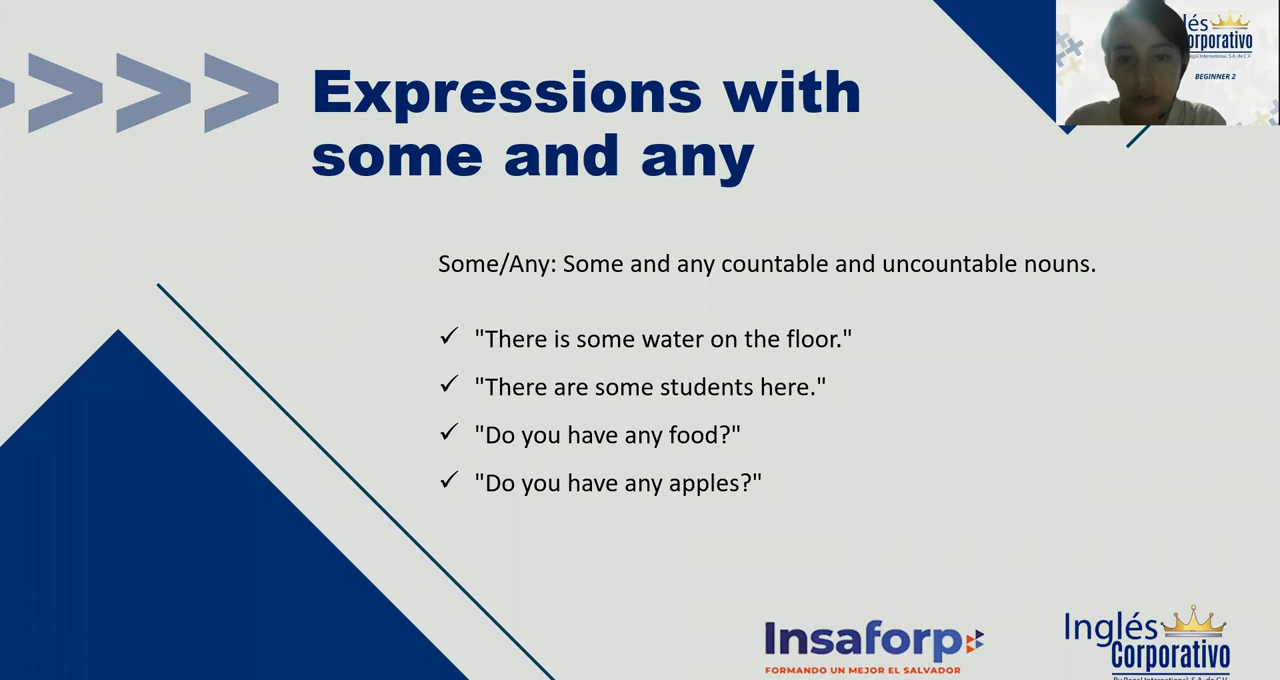 Expressions with
some and any
lés
orporativo
BEGINNER 2
Some/Any: Some and any countable and uncountable nouns.
"There is some water on the floor."
"There are some students here."
"Do you have any food?"
"Do you have any apples?"
Insaforp
FORMANDO UN MEJOR EL SALVADOR
Inglés
Corporativo